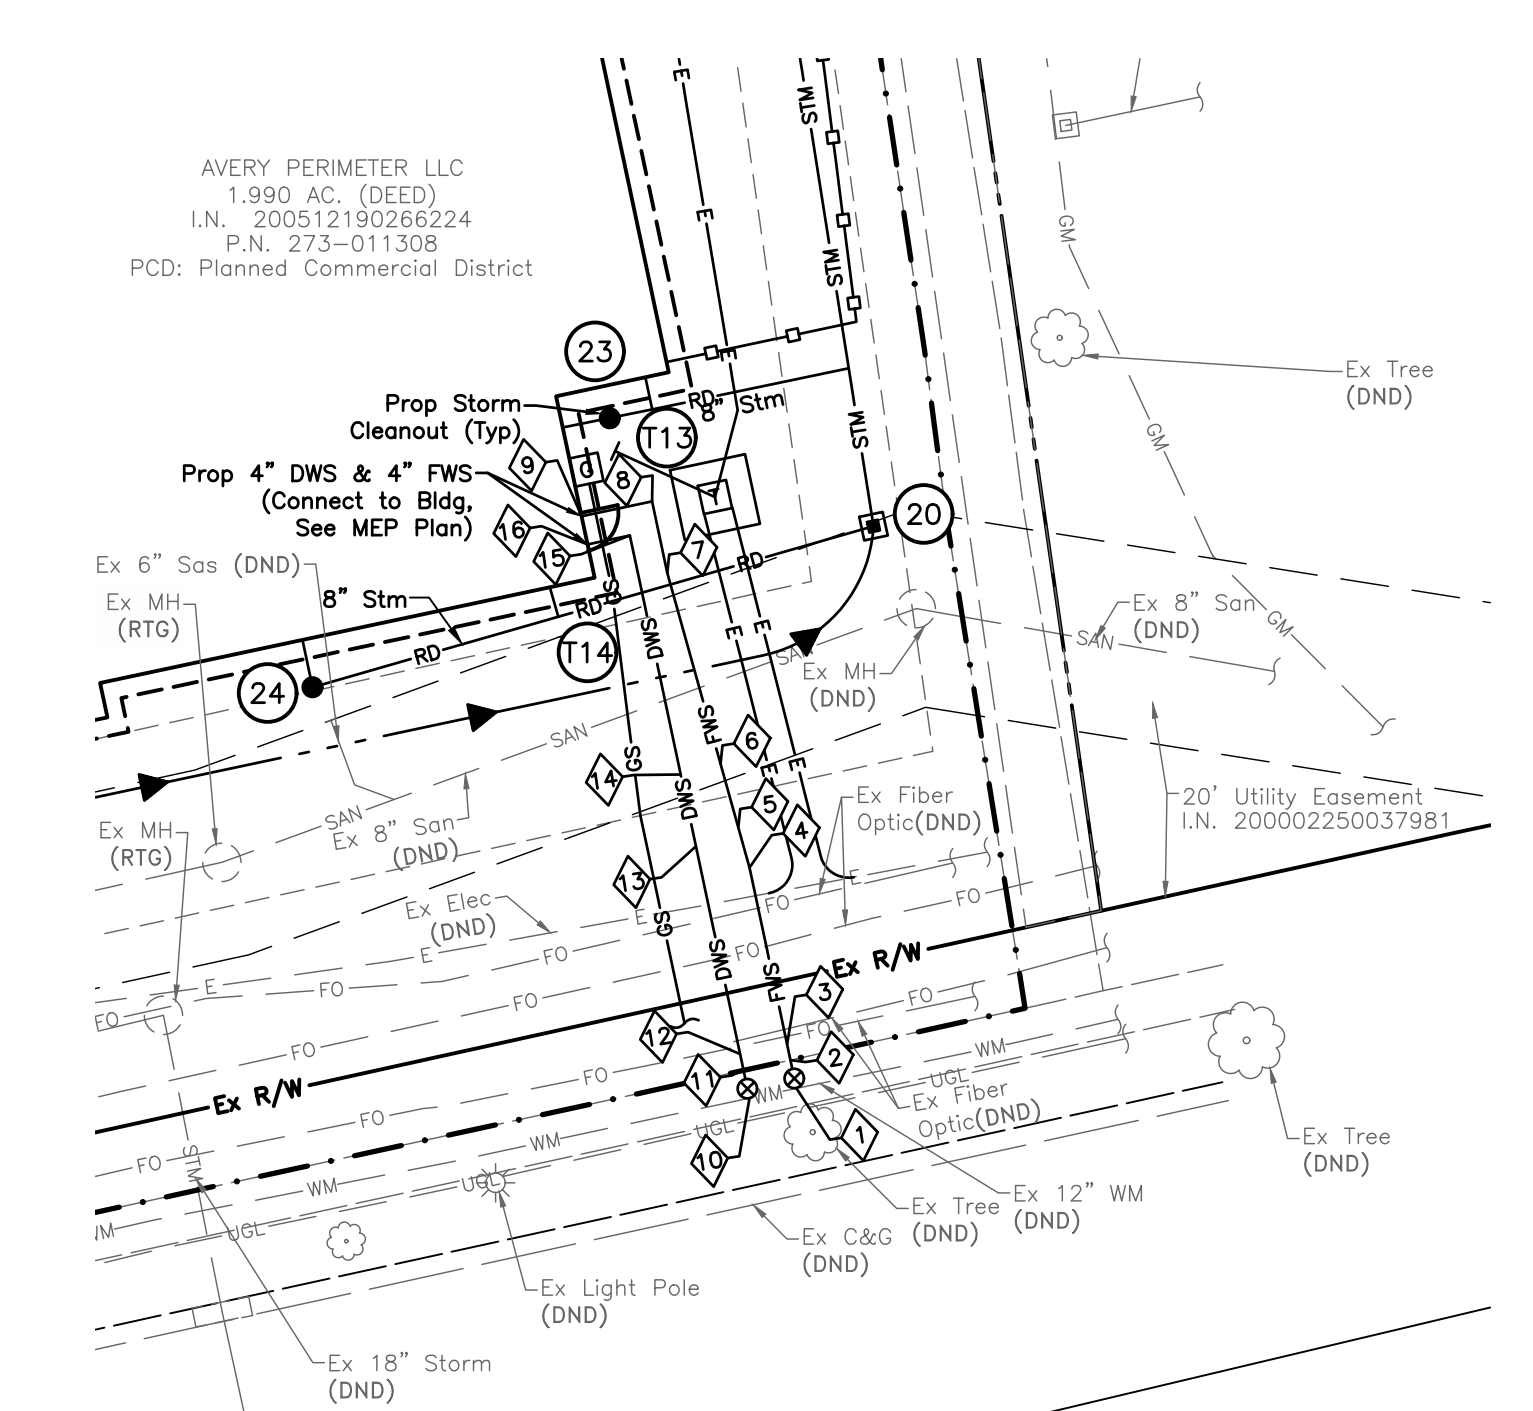 AVERY PERIMETER LLC
1.990 AC. (DEED)
I.N. 200512190266224
P.N. 273-011308
PCD: Planned Commercial District
E
STM
GM
E
STM
Ex Tree
(DND)
23
E
Prop Storm
Cleanout (Typ)
RD
8" Stm
STM
GM
T13
9
G
8
T
Prop 4" DWS & 4" FWS
(Connect to Bldg,
See MEP Plan)
16
15
7
20
RD
Ex 6" Sas (DND)
Ex MH
(RTG)
8" Stm
RD
GS
DWS
E
E
Ex 8" San
(DND)
SAN
GM
RD
T14
24
SAN
Ex MH
(DND)
SAN
FWS
6
GS
14
DWS
E
E
5
4
Ex Fiber
Optic(DND)
20' Utility Easement
I.N. 200002250037981
SAN
Ex 8" San
(DND)
Ex MH
(RTG)
13
E
FO
FO
Ex Elec
(DND)
E
GS
DWS
FWS
FO
Ex R/W
E
FO
E
FO
FO
FO
3
FO
FO
12
2
WM
FO
Ex R/W
FO
11
WM
UGL
Ex Fiber
Optic(DND)
FO
UGL
1
WM
10
Ex Tree
(DND)
FO
STM
WM
UGL
Ex 12" WM
(DND)
Ex Tree
(DND)
Ex C&G
(DND)
WM
UGL
Ex Light Pole
(DND)
Ex 18" Storm
(DND)